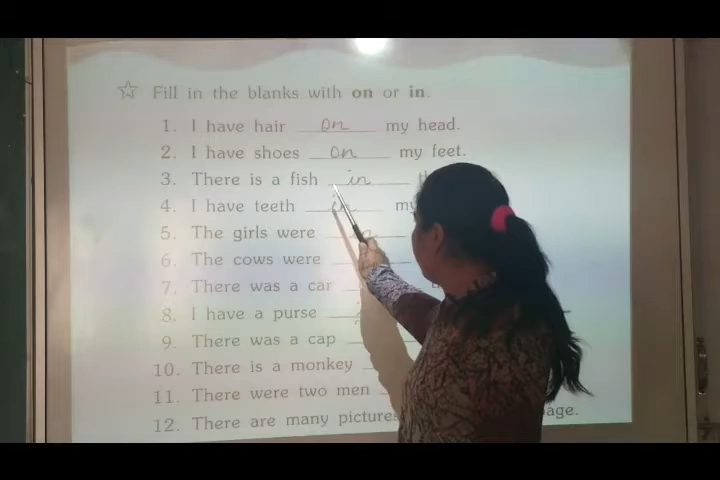 ☆ Fill in the blanks with on or in.
1. I have hair on my head.
2. I have shoes on my feet.
3. There is a fish in
4. I have teeth in my
5. The girls were
6. The cows were
7. There was a car
8. I have a purse
9. There was a cap
10. There is a monkey
11. There were two men
12. There are many pictures